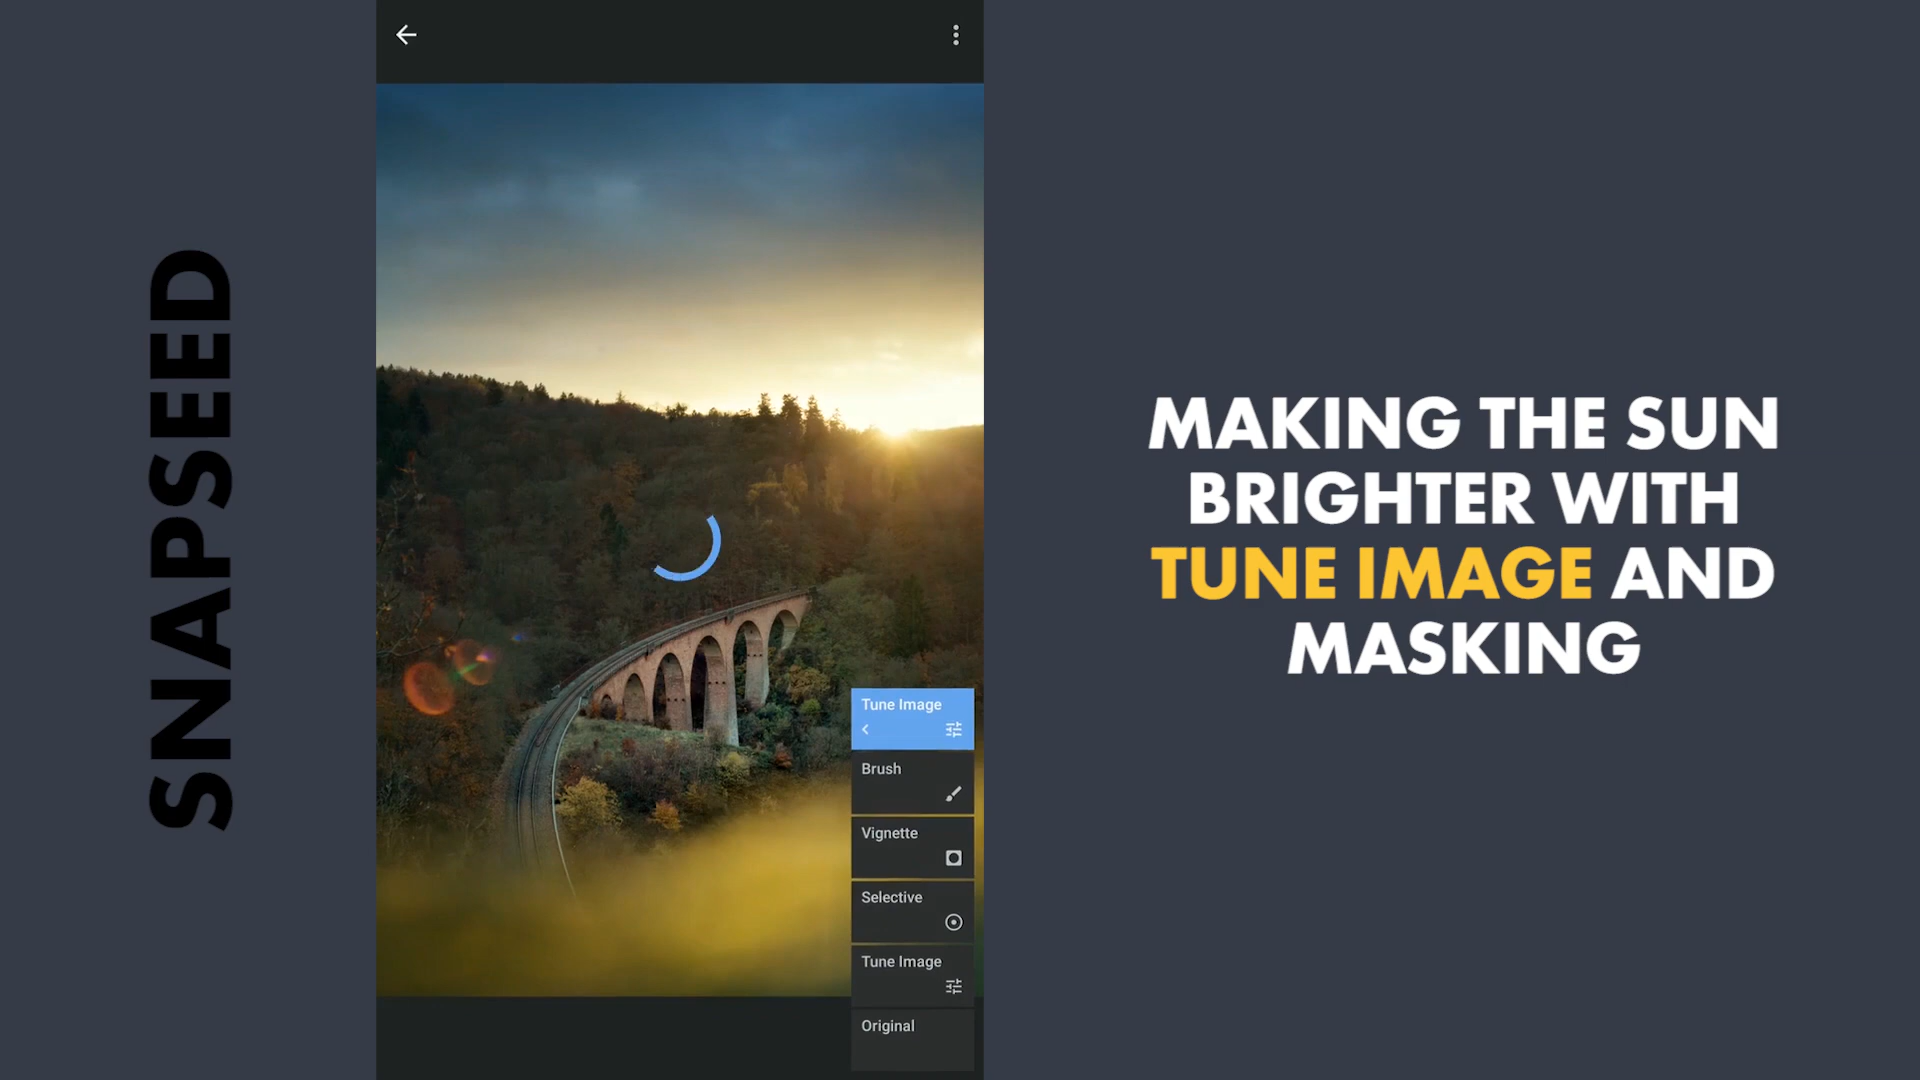 SNAPSEED
Tune Image
Brush
Vignette
Selective
Tune Image
Original
MAKING THE SUN
BRIGHTER WITH
TUNE IMAGE AND
MASKING